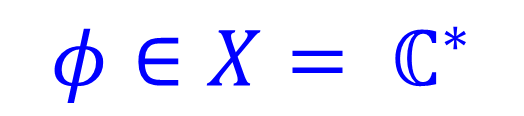 𝜙 ∈ 𝑋 = ℂ*